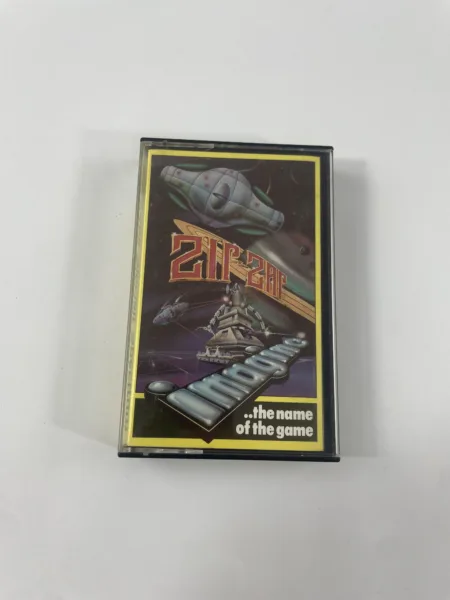 ZIP-ZAP
imagine
..the name
of the game